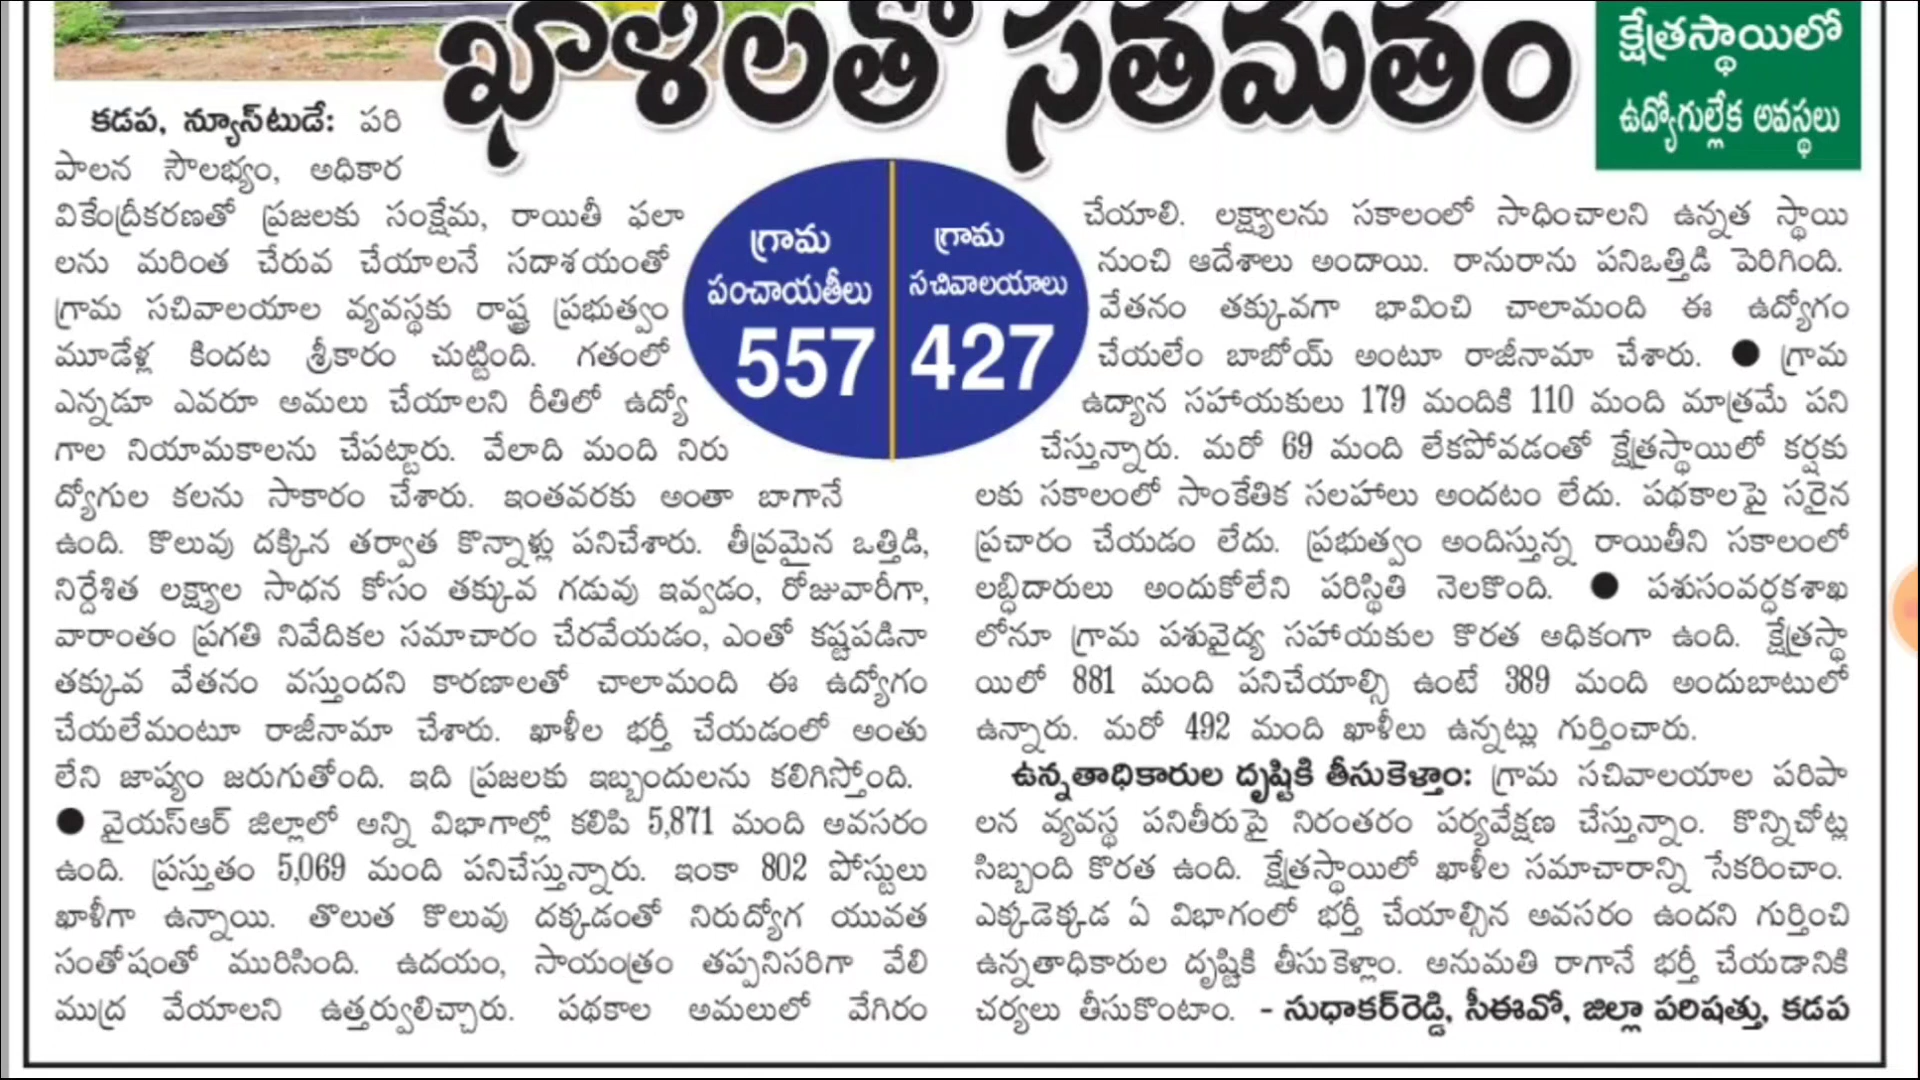 ఖాళీలతో సతమతం
క్షేత్రస్థాయిలో
ఉద్యోగుల్లేక అవస్థలు
కడప, న్యూస్‌టుడే: పరి
పాలన సౌలభ్యం, అధికార
వికేంద్రీకరణతో ప్రజలకు సంక్షేమ, రాయితీ ఫలా
లను మరింత చేరువ చేయాలనే సదాశయంతో
గ్రామ సచివాలయాల వ్యవస్థకు రాష్ట్ర ప్రభుత్వం
మూడేళ్ల కిందట శ్రీకారం చుట్టింది. గతంలో
ఎన్నడూ ఎవరూ అమలు చేయాలని రీతిలో ఉద్యో
గాల నియామకాలను చేపట్టారు. వేలాది మంది నిరు
ద్యోగుల కలను సాకారం చేశారు. ఇంతవరకు అంతా బాగానే
ఉంది. కొలువు దక్కిన తర్వాత కొన్నాళ్లు పనిచేశారు. తీవ్రమైన ఒత్తిడి,
నిర్దేశిత లక్ష్యాల సాధన కోసం తక్కువ గడువు ఇవ్వడం, రోజువారీగా,
వారాంతం ప్రగతి నివేదికల సమాచారం చేరవేయడం, ఎంతో కష్టపడినా
తక్కువ వేతనం వస్తుందని కారణాలతో చాలామంది ఈ ఉద్యోగం
చేయలేమంటూ రాజీనామా చేశారు. ఖాళీల భర్తీ చేయడంలో అంతు
లేని జాప్యం జరుగుతోంది. ఇది ప్రజలకు ఇబ్బందులను కలిగిస్తోంది.
● వైయస్ఆర్ జిల్లాలో అన్ని విభాగాల్లో కలిపి 5,871 మంది అవసరం
ఉంది. ప్రస్తుతం 5,069 మంది పనిచేస్తున్నారు. ఇంకా 802 పోస్టులు
ఖాళీగా ఉన్నాయి. తొలుత కొలువు దక్కడంతో నిరుద్యోగ యువత
సంతోషంతో మురిసింది. ఉదయం, సాయంత్రం తప్పనిసరిగా వేలి
ముద్ర వేయాలని ఉత్తర్వులిచ్చారు. పథకాల అమలులో వేగిరం
గ్రామ
పంచాయతీలు
557
గ్రామ
సచివాలయాలు
427
చేయాలి. లక్ష్యాలను సకాలంలో సాధించాలని ఉన్నత స్థాయి
నుంచి ఆదేశాలు అందాయి. రానురాను పనిఒత్తిడి పెరిగింది.
వేతనం తక్కువగా భావించి చాలామంది ఈ ఉద్యోగం
చేయలేం బాబోయ్ అంటూ రాజీనామా చేశారు. ● గ్రామ
ఉద్యాన సహాయకులు 179 మందికి 110 మంది మాత్రమే పని
చేస్తున్నారు. మరో 69 మంది లేకపోవడంతో క్షేత్రస్థాయిలో కర్షకు
లకు సకాలంలో సాంకేతిక సలహాలు అందటం లేదు. పథకాలపై సరైన
ప్రచారం చేయడం లేదు. ప్రభుత్వం అందిస్తున్న రాయితీని సకాలంలో
లబ్ధిదారులు అందుకోలేని పరిస్థితి నెలకొంది. ● పశుసంవర్ధకశాఖ
లోనూ గ్రామ పశువైద్య సహాయకుల కొరత అధికంగా ఉంది. క్షేత్రస్థా
యిలో 881 మంది పనిచేయాల్సి ఉంటే 389 మంది అందుబాటులో
ఉన్నారు. మరో 492 మంది ఖాళీలు ఉన్నట్లు గుర్తించారు.
ఉన్నతాధికారుల దృష్టికి తీసుకెళ్తాం: గ్రామ సచివాలయాల పరిపా
లన వ్యవస్థ పనితీరుపై నిరంతరం పర్యవేక్షణ చేస్తున్నాం. కొన్నిచోట్ల
సిబ్బంది కొరత ఉంది. క్షేత్రస్థాయిలో ఖాళీల సమాచారాన్ని సేకరించాం.
ఎక్కడెక్కడ ఏ విభాగంలో భర్తీ చేయాల్సిన అవసరం ఉందని గుర్తించి
ఉన్నతాధికారుల దృష్టికి తీసుకెళ్లాం. అనుమతి రాగానే భర్తీ చేయడానికి
చర్యలు తీసుకొంటాం. - సుధాకర్‌రెడ్డి, సీఈవో, జిల్లా పరిషత్తు, కడప